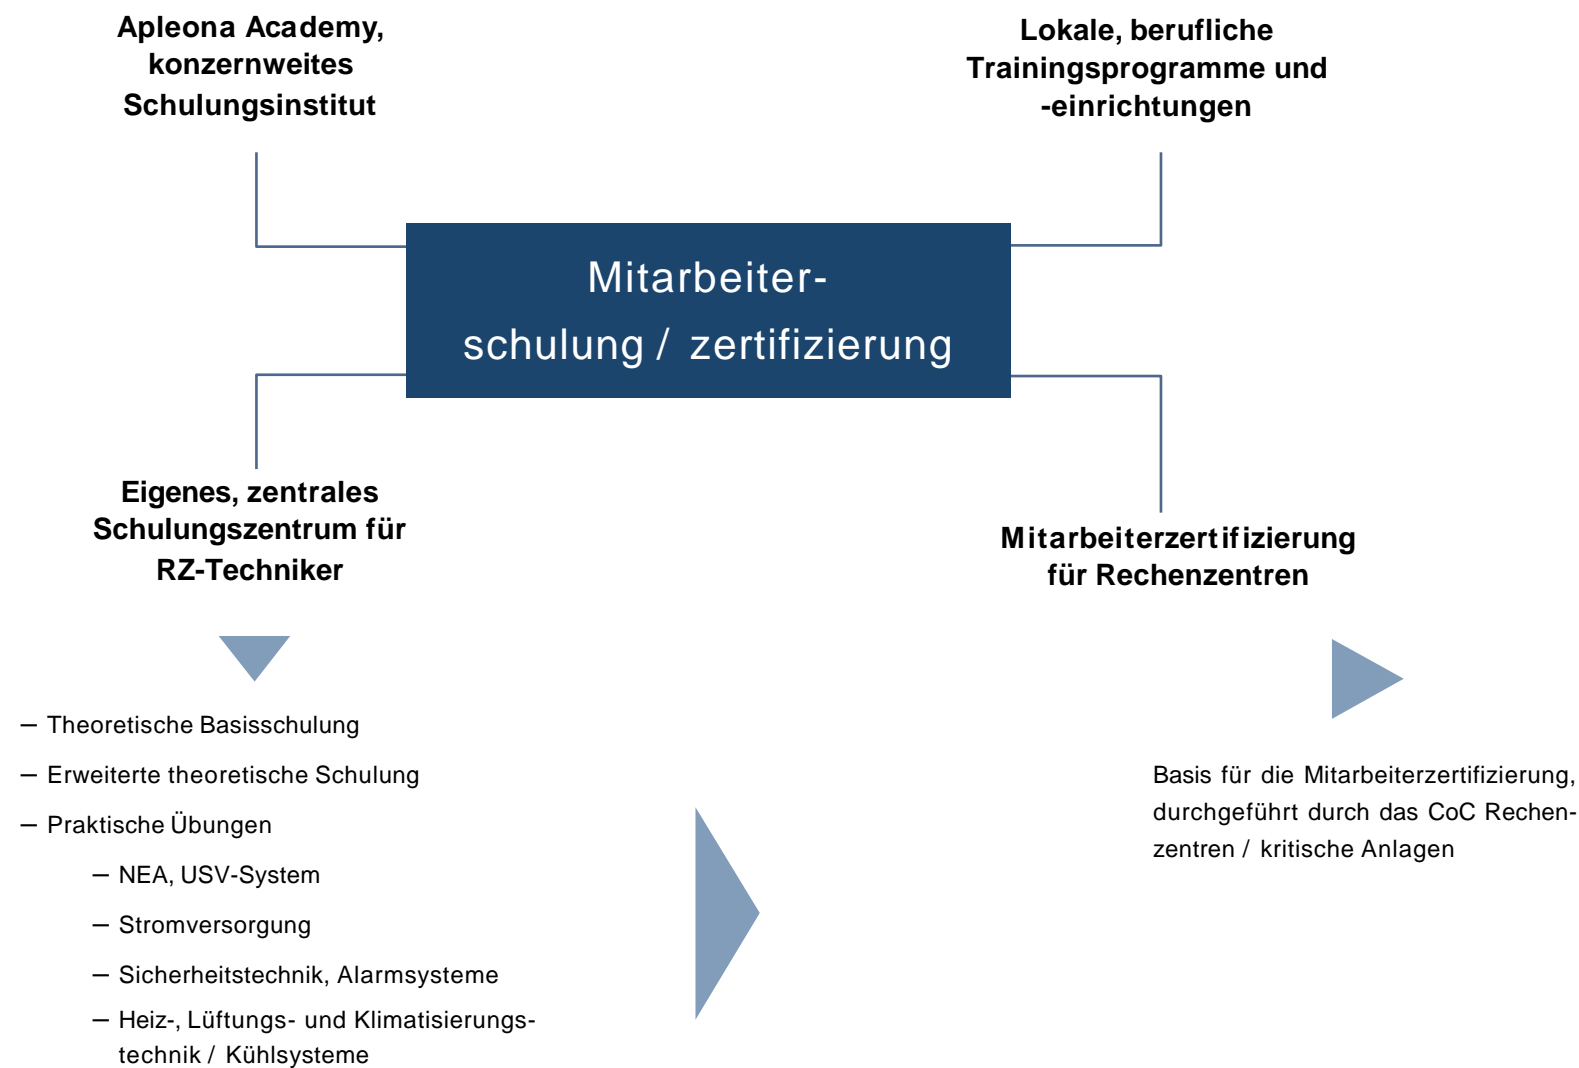 Apleona Academy,
konzernweites
Schulungsinstitut
Lokale, berufliche
Trainingsprogramme und
-einrichtungen
Mitarbeiter-
schulung / zertifizierung
Eigenes, zentrales
Schulungszentrum für
RZ-Techniker
Mitarbeiterzertifizierung
für Rechenzentren
– Theoretische Basisschulung
– Erweiterte theoretische Schulung
– Praktische Übungen
– NEA, USV-System
– Stromversorgung
– Sicherheitstechnik, Alarmsysteme
– Heiz-, Lüftungs- und Klimatisierungs-
technik / Kühlsysteme
Basis für die Mitarbeiterzertifizierung,
durchgeführt durch das CoC Rechen-
zentren / kritische Anlagen